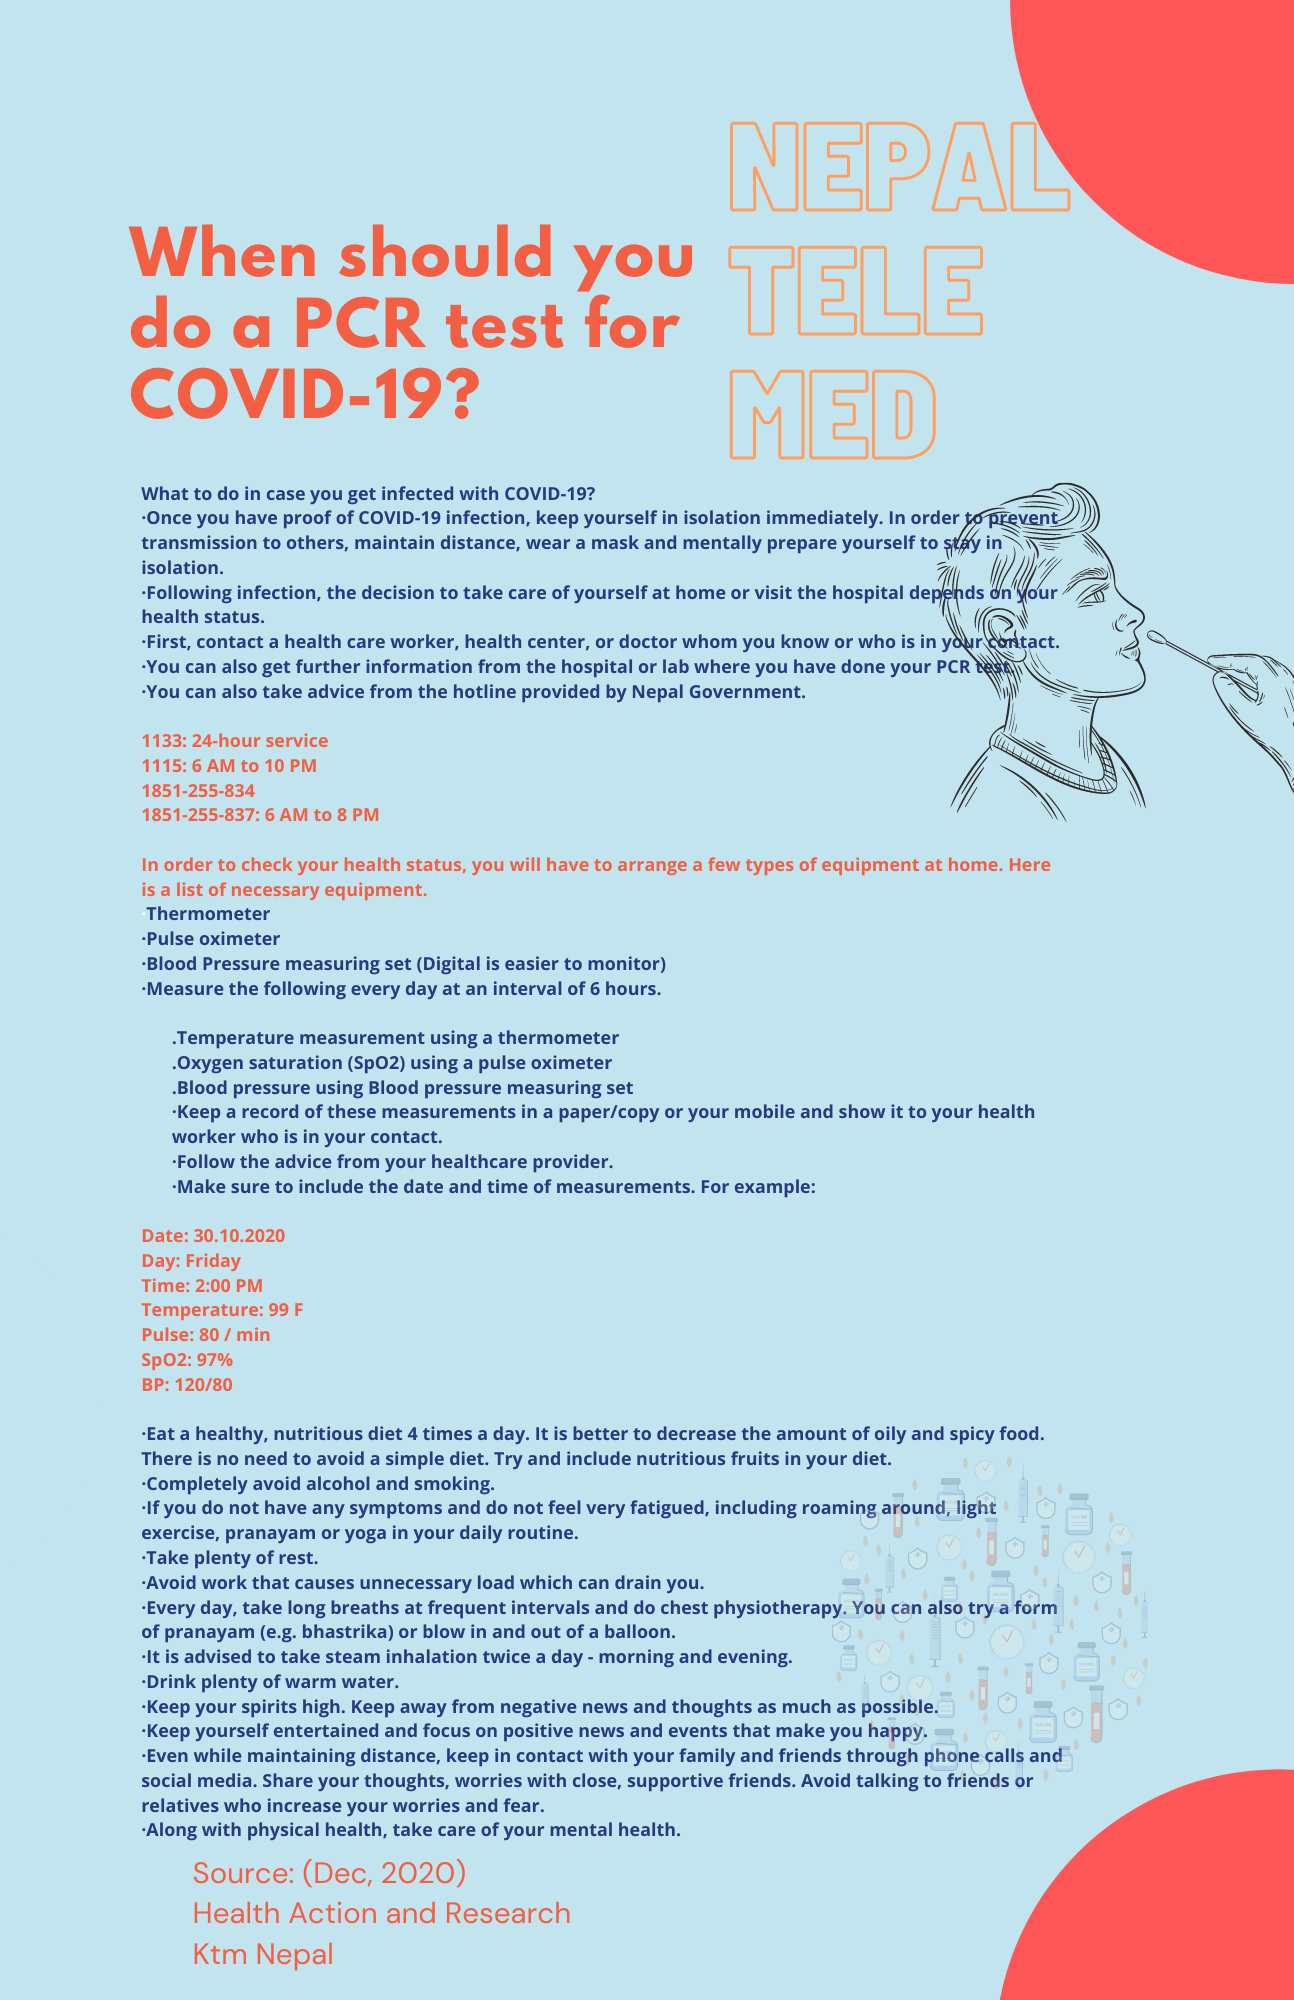 NEPAL
TELE
MED
When should you
do a PCR test for
COVID-19?
What to do in case you get infected with COVID-19?
·Once you have proof of COVID-19 infection, keep yourself in isolation immediately. In order to prevent
transmission to others, maintain distance, wear a mask and mentally prepare yourself to stay in
isolation.
·Following infection, the decision to take care of yourself at home or visit the hospital depends on your
health status.
·First, contact a health care worker, health center, or doctor whom you know or who is in your contact.
·You can also get further information from the hospital or lab where you have done your PCR test.
·You can also take advice from the hotline provided by Nepal Government.
1133: 24-hour service
1115: 6 AM to 10 PM
1851-255-834
1851-255-837: 6 AM to 8 PM
In order to check your health status, you will have to arrange a few types of equipment at home. Here
is a list of necessary equipment.
·Thermometer
·Pulse oximeter
·Blood Pressure measuring set (Digital is easier to monitor)
·Measure the following every day at an interval of 6 hours.
.Temperature measurement using a thermometer
.Oxygen saturation (SpO2) using a pulse oximeter
.Blood pressure using Blood pressure measuring set
·Keep a record of these measurements in a paper/copy or your mobile and show it to your health
worker who is in your contact.
·Follow the advice from your healthcare provider.
·Make sure to include the date and time of measurements. For example:
Date: 30.10.2020
Day: Friday
Time: 2:00 PM
Temperature: 99 F
Pulse: 80 / min
SpO2: 97%
BP: 120/80
·Eat a healthy, nutritious diet 4 times a day. It is better to decrease the amount of oily and spicy food.
There is no need to avoid a simple diet. Try and include nutritious fruits in your diet.
·Completely avoid alcohol and smoking.
·If you do not have any symptoms and do not feel very fatigued, including roaming around, light
exercise, pranayam or yoga in your daily routine.
·Take plenty of rest.
·Avoid work that causes unnecessary load which can drain you.
·Every day, take long breaths at frequent intervals and do chest physiotherapy. You can also try a form
of pranayam (e.g. bhastrika) or blow in and out of a balloon.
·It is advised to take steam inhalation twice a day - morning and evening.
·Drink plenty of warm water.
·Keep your spirits high. Keep away from negative news and thoughts as much as possible.
·Keep yourself entertained and focus on positive news and events that make you happy.
·Even while maintaining distance, keep in contact with your family and friends through phone calls and
social media. Share your thoughts, worries with close, supportive friends. Avoid talking to friends or
relatives who increase your worries and fear.
·Along with physical health, take care of your mental health.
Source: (Dec, 2020)
Health Action and Research
Ktm Nepal